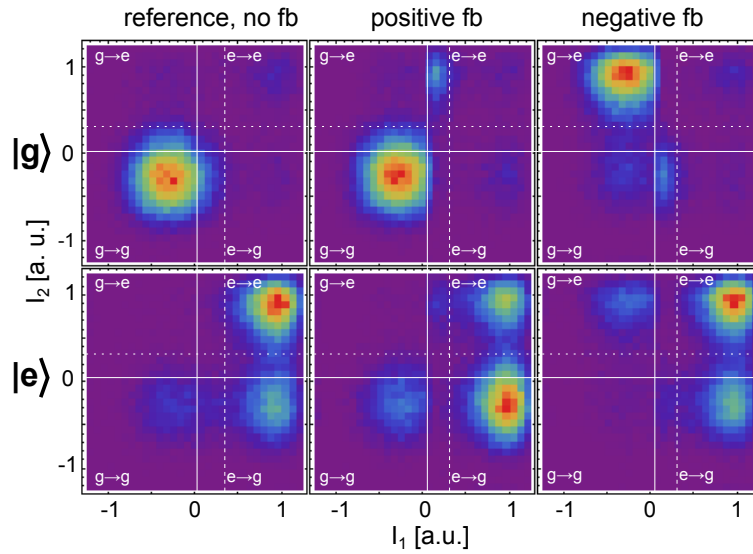 reference, no fb
positive fb
negative fb
|g⟩
g→e e→e
g→e e→e
g→e e→e
1
0
-1
g→g e→g
g→g e→g
g→g e→g
I₂ [a. u.]
|e⟩
g→e e→e
g→e e→e
g→e e→e
1
0
-1
g→g e→g
g→g e→g
g→g e→g
-1 0 1
-1 0 1
-1 0 1
I₁ [a.u.]